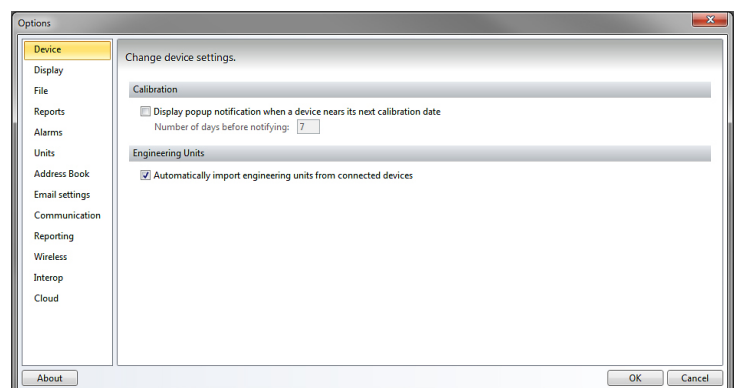 Options
x
Device
Display
File
Reports
Alarms
Units
Address Book
Email settings
Communication
Reporting
Wireless
Interop
Cloud
Change device settings.
Calibration
Display popup notification when a device nears its next calibration date
Number of days before notifying: 7
Engineering Units
Automatically import engineering units from connected devices
About
OK
Cancel